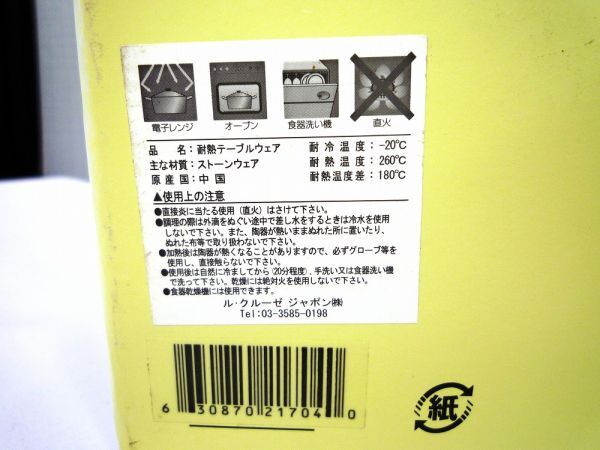 電子レンジ オーブン 食器洗い機 直火
品名：耐熱テーブルウェア 耐冷温度：-20℃
主な材質：ストーンウェア 耐熱温度：260℃
原産国：中国 耐熱温度差：180℃
▲使用上の注意
●直接炎に当たる使用（直火）はさけて下さい。
●調理の際は外滴をぬぐい途中で差し水をするときは冷水を使用
しないで下さい。また、陶器が熱いままぬれた所に置いたり、
ぬれた布等で取り扱わないで下さい。
●加熱後は陶器が熱くなることがありますので、必ずグローブ等を
使用し、直接触らないで下さい。
●使用後は自然に冷ましてから（20分程度）、手洗い又は食器洗い機
で洗って下さい。乾燥には絶対火を使用しないで下さい。
●食器乾燥機には使用できます。
ル・クルーゼ ジャポン㈱
Tel:03-3585-0198
6 30870 21704 0
紙